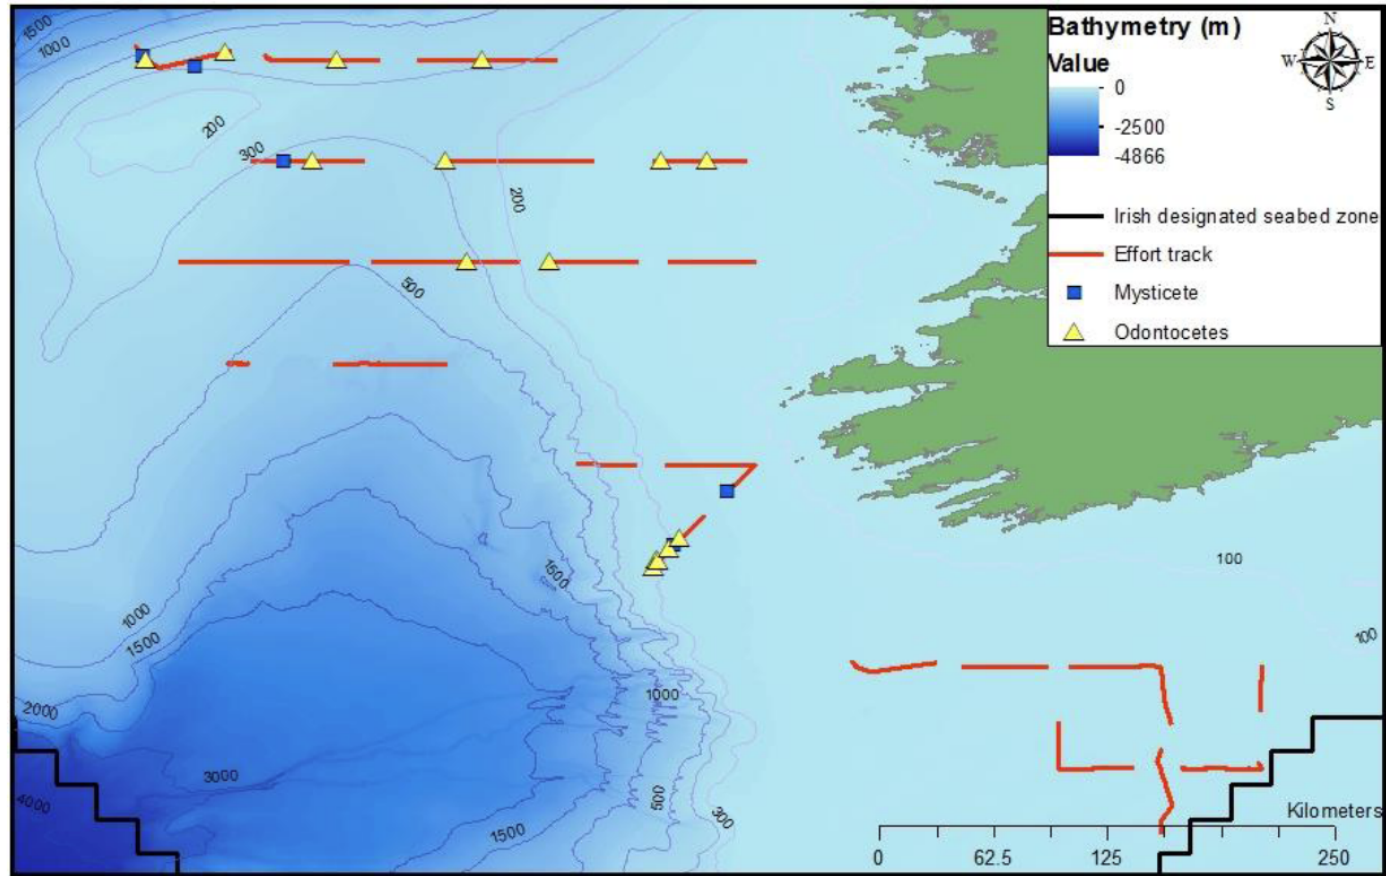 Bathymetry (m)
Value
0
-2500
-4866
Irish designated seabed zone
Effort track
Mysticete
Odontocetes
N
W E
S
1500
1000
200
300
200
500
1500
1000
1500
2000
3000
4000
1000
500
300
1500
100
100
Kilometers
0 62.5 125 250